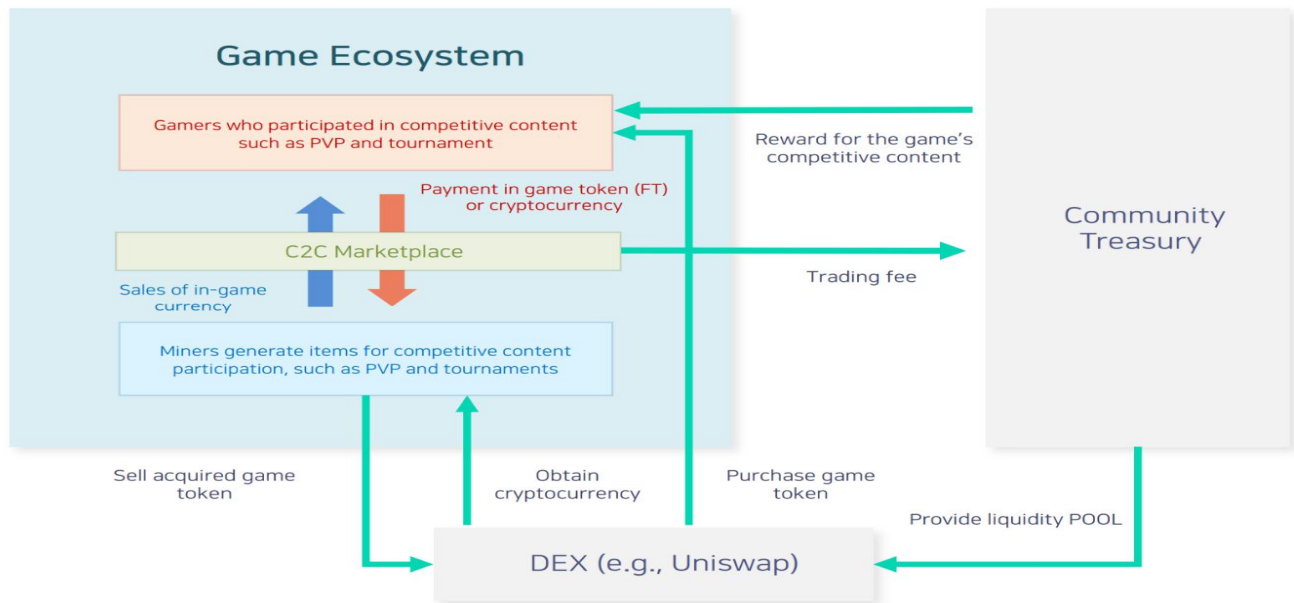 Game Ecosystem
Gamers who participated in competitive content
such as PVP and tournament
Payment in game token (FT)
or cryptocurrency
C2C Marketplace
Sales of in-game
currency
Miners generate items for competitive content
participation, such as PVP and tournaments
Reward for the game's
competitive content
Trading fee
Community
Treasury
Sell acquired game
token
Obtain
cryptocurrency
Purchase game
token
Provide liquidity POOL
DEX (e.g., Uniswap)